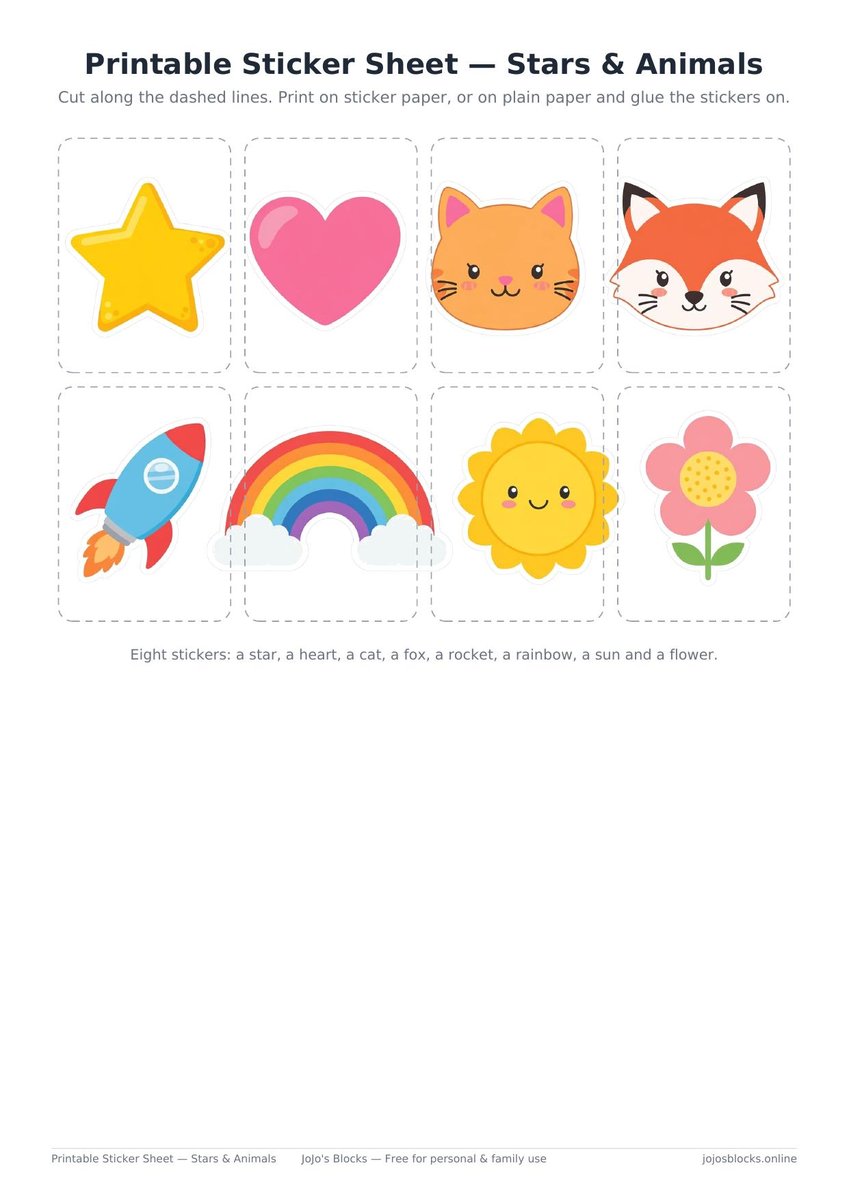 Printable Sticker Sheet — Stars & Animals
Cut along the dashed lines. Print on sticker paper, or on plain paper and glue the stickers on.
Eight stickers: a star, a heart, a cat, a fox, a rocket, a rainbow, a sun and a flower.
Printable Sticker Sheet — Stars & Animals JoJo's Blocks — Free for personal & family use jojosblocks.online